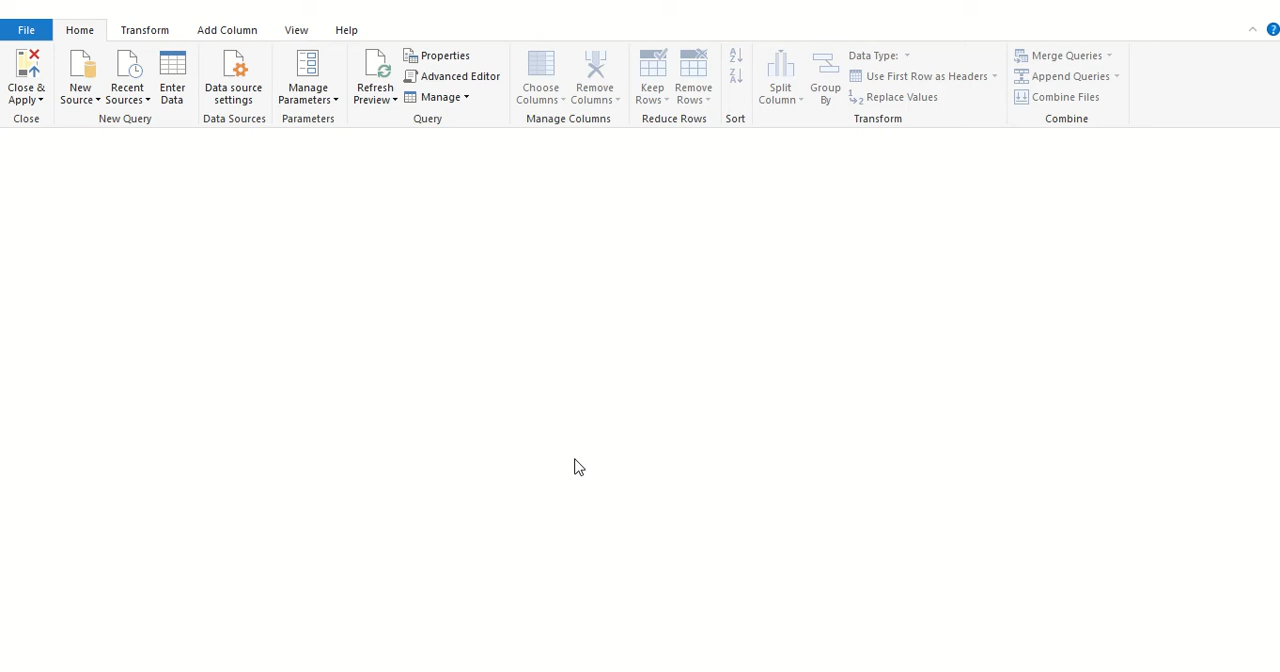 File Home Transform Add Column View Help
Close & Apply
New Source
Recent Sources
Enter Data
Data source settings
Manage Parameters
Refresh Preview
Properties
Advanced Editor
Manage
Choose Columns
Remove Columns
Keep Rows
Remove Rows
Split Column
Group By
Data Type:
Use First Row as Headers
Replace Values
Merge Queries
Append Queries
Combine Files
Close New Query Data Sources Parameters Query Manage Columns Reduce Rows Sort Transform Combine